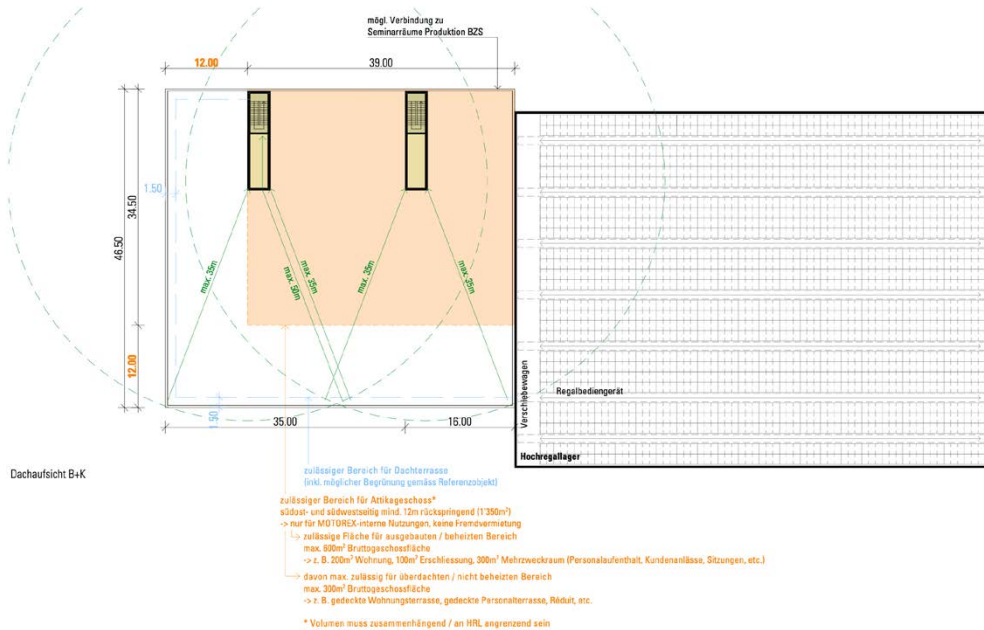 mögl. Verbindung zu
Seminarräume Produktion BZS
12.00
39.00
1.50
34.50
46.50
max. 35m
max. 50m
max. 35m
max. 35m
max. 35m
12.00
1.50
35.00
16.00
Verschiebewagen
Regalbediengerät
Hochregallager
Dachaufsicht B+K
zulässiger Bereich für Dachterrasse
(inkl. möglicher Begrünung gemäss Referenzobjekt)
zulässiger Bereich für Attikageschoss*
südost- und südwestseitig mind. 12m rückspringend (1'350m²)
-> nur für MOTOREX-interne Nutzungen, keine Fremdvermietung
zulässige Fläche für ausgebauten / beheizten Bereich
max. 600m² Bruttogeschossfläche
-> z. B. 200m² Wohnung, 100m² Erschliessung, 300m² Mehrzweckraum (Personalaufenthalt, Kundenanlässe, Sitzungen, etc.)
davon max. zulässig für überdachten / nicht beheizten Bereich
max. 300m² Bruttogeschossfläche
-> z. B. gedeckte Wohnungsterrasse, gedeckte Personalterrasse, Réduit, etc.
* Volumen muss zusammenhängend / an HRL angrenzend sein